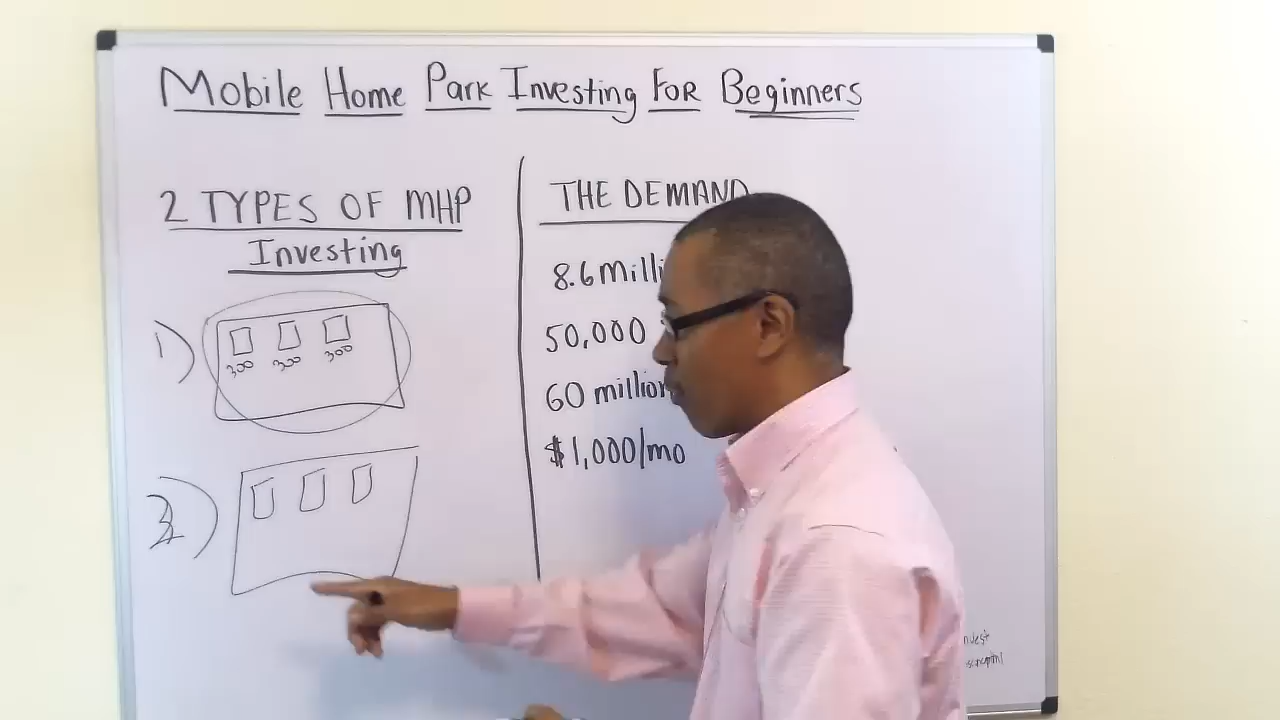 Mobile Home Park Investing For Beginners
2 TYPES OF MHP
Investing
1)
300 300 300
2)
THE DEMAND
8.6 milli
50,000
60 million
$1,000/mo